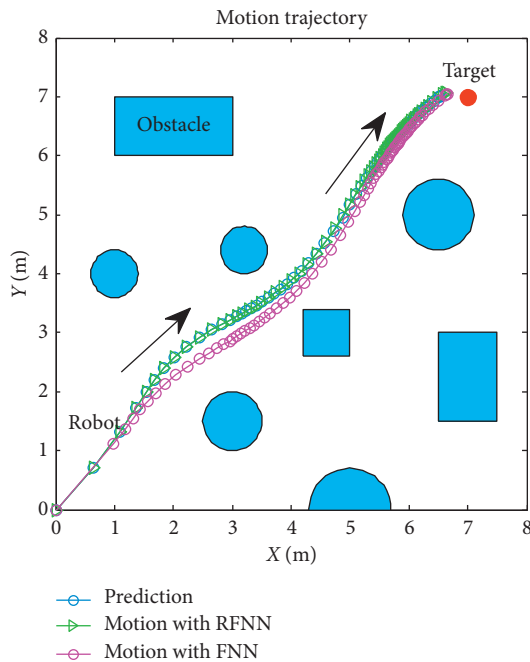 Motion trajectory
8
7
6
5
4
3
2
1
0
Y (m)
Target
Obstacle
Robot
0 1 2 3 4 5 6 7 8
X (m)
Prediction
Motion with RFNN
Motion with FNN